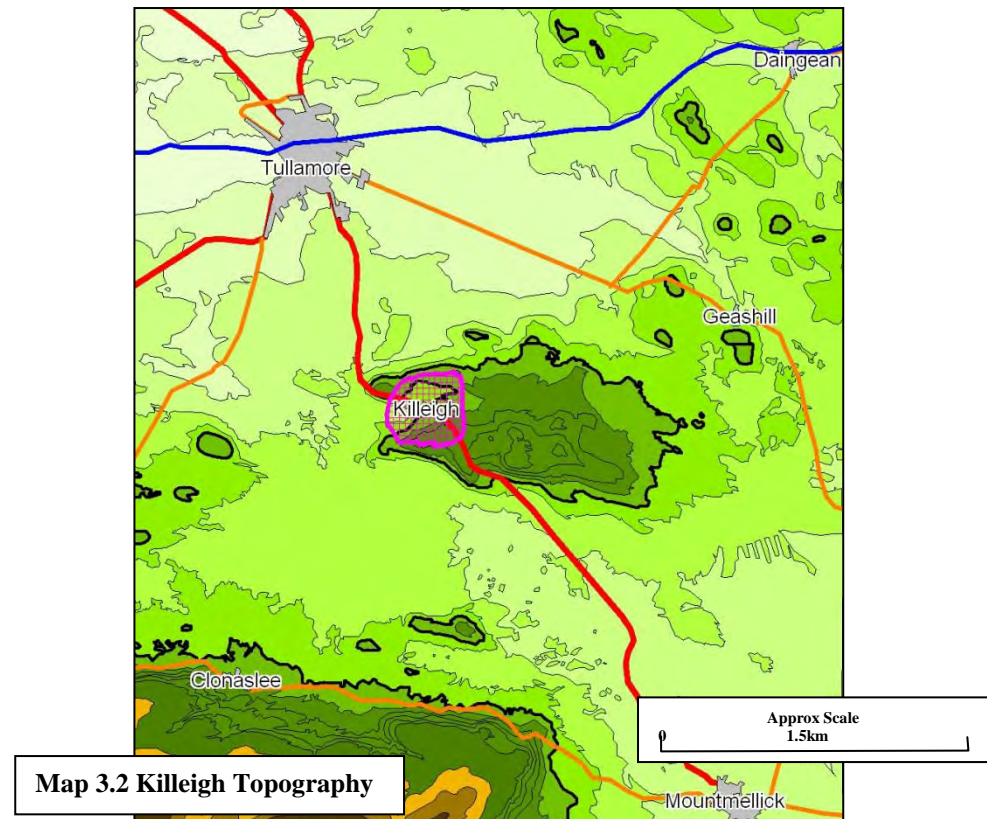 Daingean
Tullamore
Geashill
Killeigh
Clonaslee
Approx Scale
0 1.5km
Map 3.2 Killeigh Topography
Mountmellick